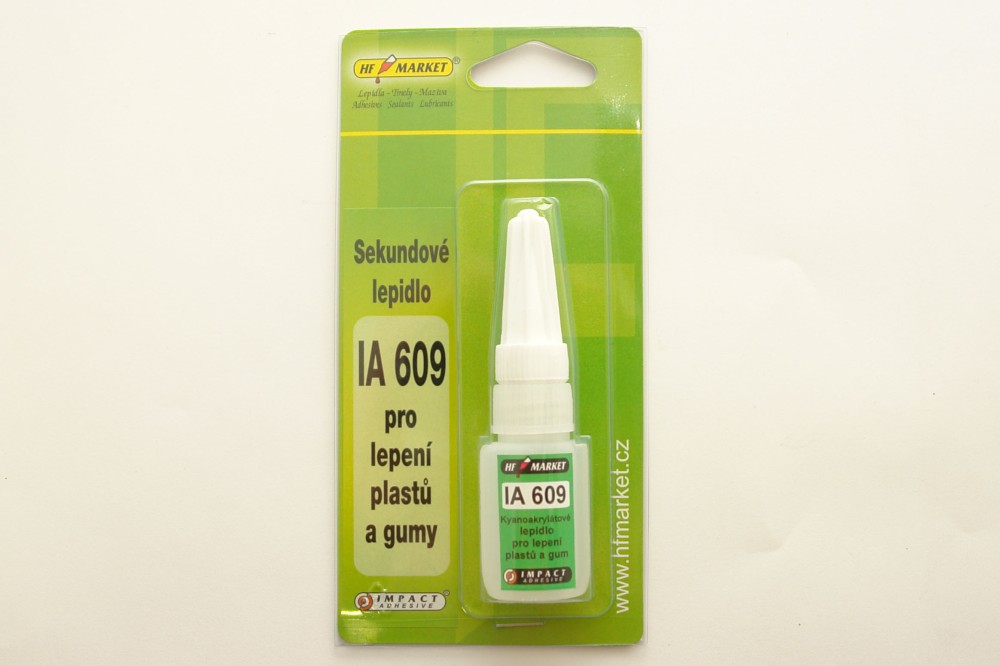 HF MARKET®
Lepidla - Tmely - Maziva
Adhesives Sealants Lubricants
Sekundové
lepidlo
IA 609
pro
lepení
plastů
a gumy
IMPACT
ADHESIVE
HF MARKET
IA 609
Kyanoakrylátové
lepidlo
pro lepení
plastů a gum
IMPACT
ADHESIVE
www.hfmarket.cz